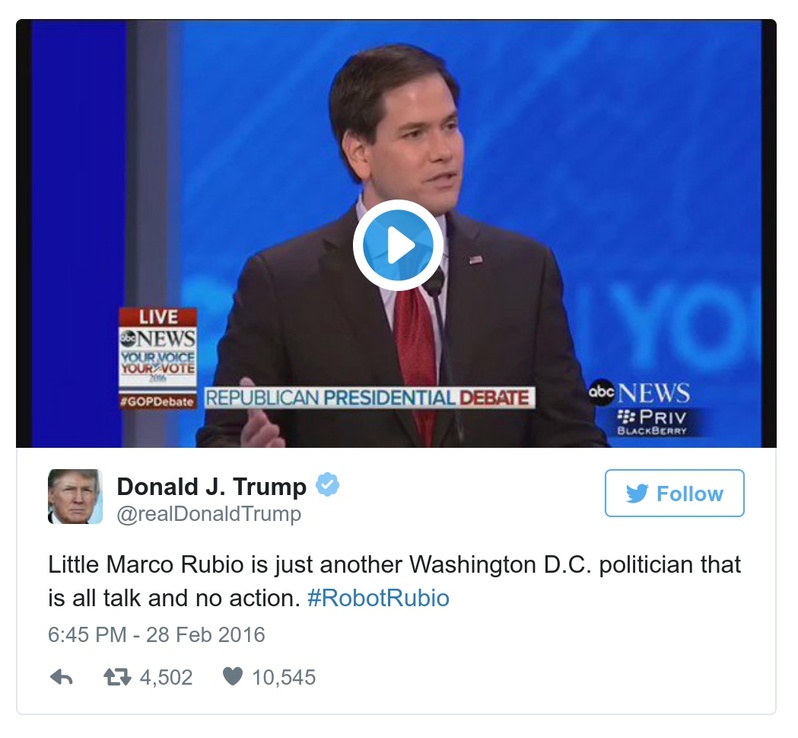 LIVE
abc NEWS
YOUR VOICE
YOUR VOTE
2016
#GOPDebate
REPUBLICAN PRESIDENTIAL DEBATE
YO
abc NEWS
PRIV
BLACKBERRY
Donald J. Trump
@realDonaldTrump
Follow
Little Marco Rubio is just another Washington D.C. politician that
is all talk and no action. #RobotRubio
6:45 PM - 28 Feb 2016
4,502 10,545